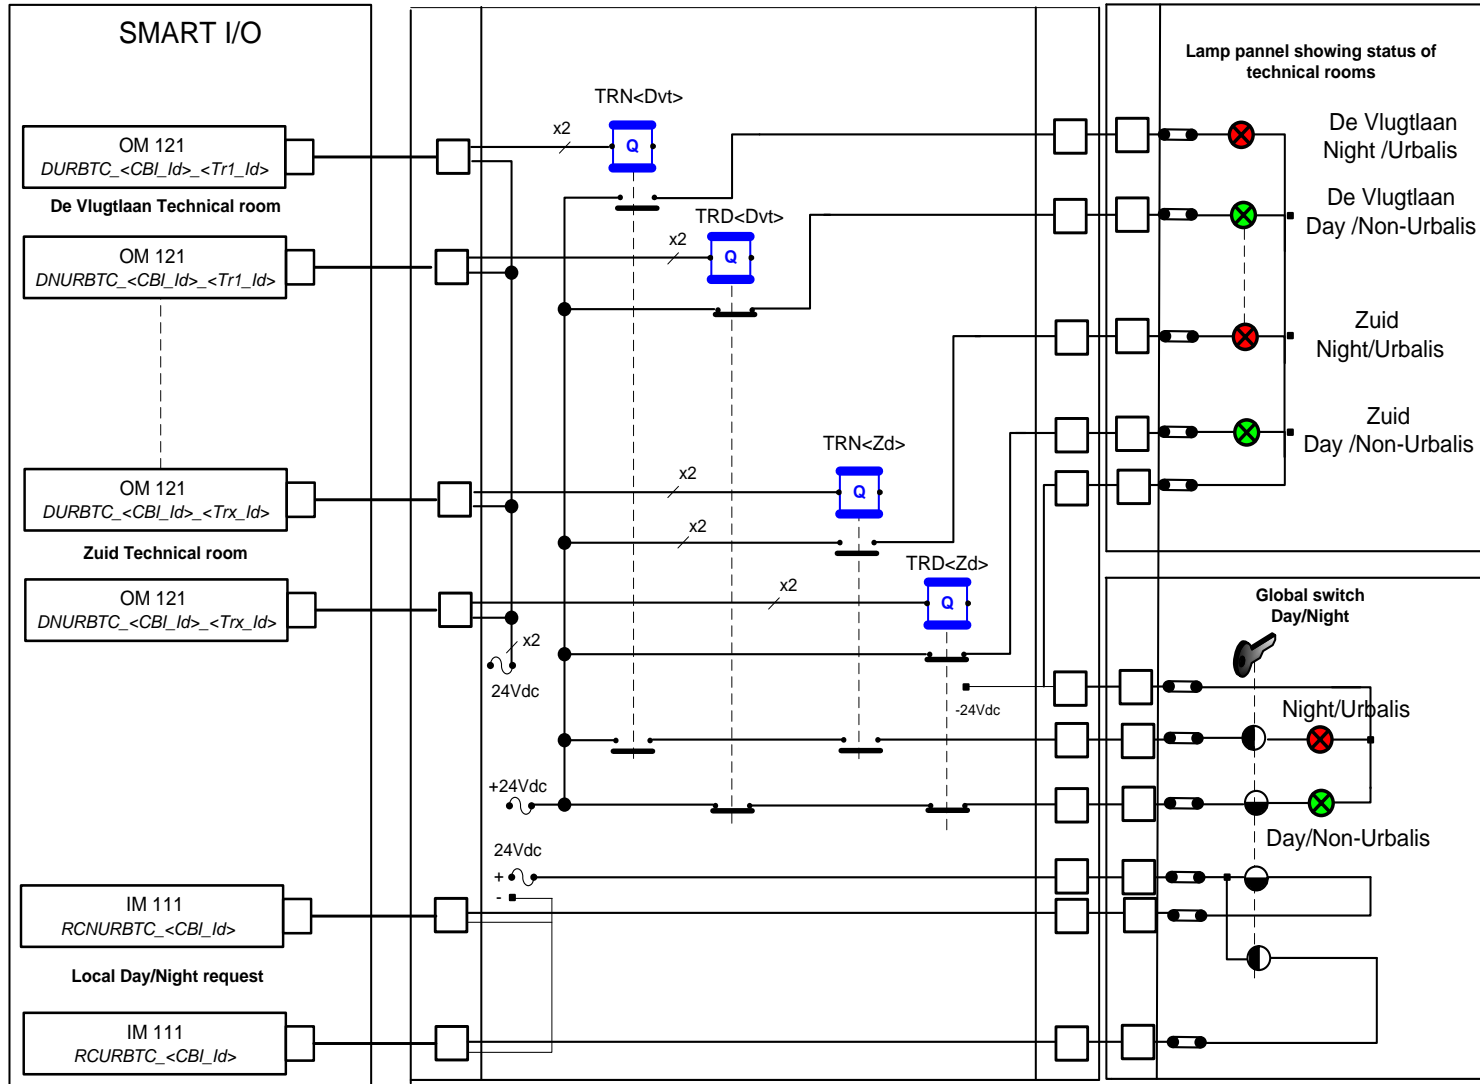 SMART I/O
OM 121
DURBTC_<CBI_Id>_<Tr1_Id>
De Vlugtlaan Technical room
OM 121
DNURBTC_<CBI_Id>_<Tr1_Id>
OM 121
DURBTC_<CBI_Id>_<Trx_Id>
Zuid Technical room
OM 121
DNURBTC_<CBI_Id>_<Trx_Id>
IM 111
RCNURBTC_<CBI_Id>
Local Day/Night request
IM 111
RCURBTC_<CBI_Id>
TRN<Dvt>
x2
Q
TRD<Dvt>
x2
Q
TRN<Zd>
x2
Q
x2
TRD<Zd>
x2
Q
x2
24Vdc
-24Vdc
+24Vdc
24Vdc
+
-
Lamp pannel showing status of
technical rooms
De Vlugtlaan
Night /Urbalis
De Vlugtlaan
Day /Non-Urbalis
Zuid
Night/Urbalis
Zuid
Day /Non-Urbalis
Global switch
Day/Night
Night/Urbalis
Day/Non-Urbalis